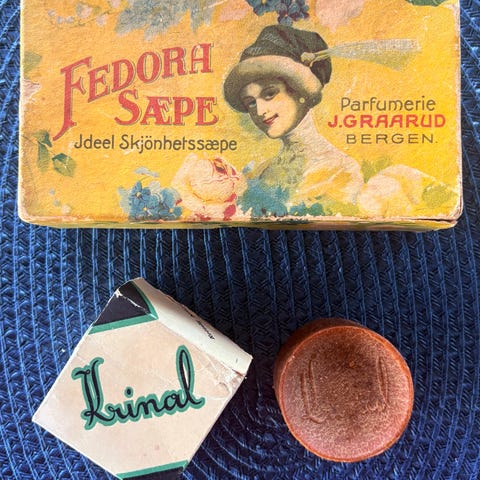 FEDORA
SÆPE
Jdeel Skjönhetssæpe
Parfumerie
J.GRAARUD
BERGEN.
Krinal